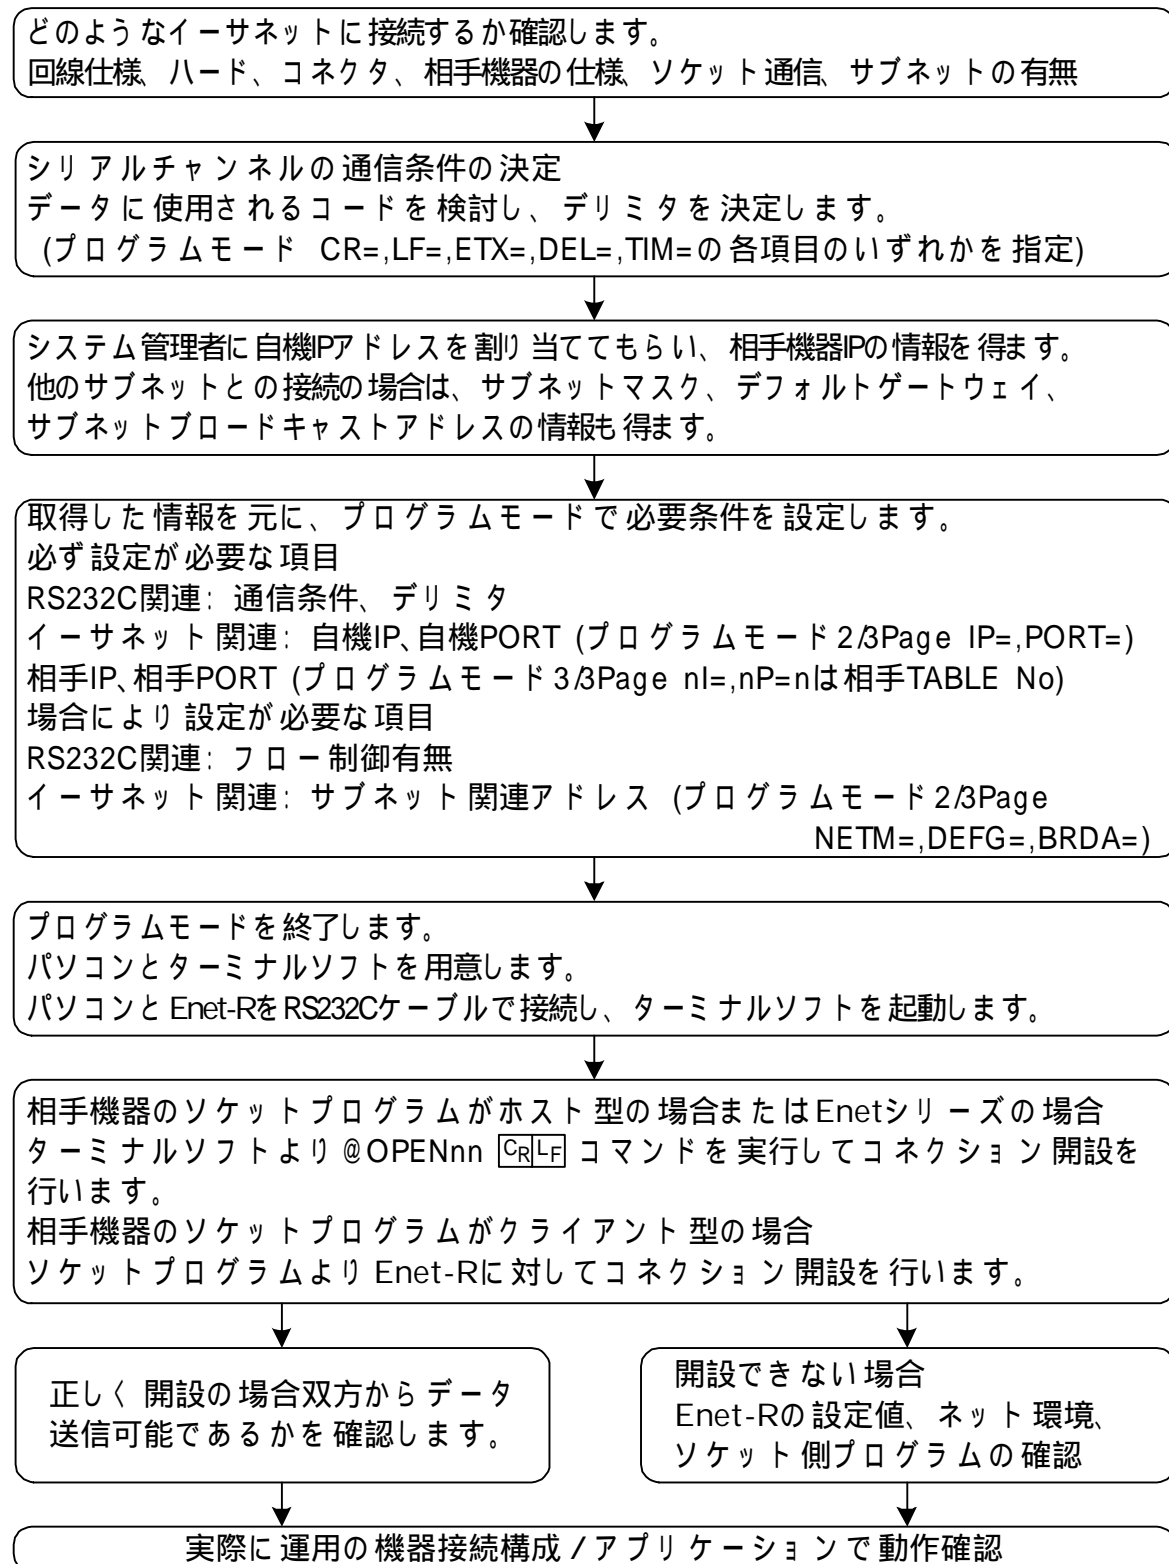 どのようなイーサネットに接続するか確認します。
回線仕様、ハード、コネクタ、相手機器の仕様、ソケット通信、サブネットの有無
シリアルチャンネルの通信条件の決定
データに使用されるコードを検討し、デリミタを決定します。
(プログラムモード CR=,LF=,ETX=,DEL=,TIM=の各項目のいずれかを指定)
システム管理者に自機IPアドレスを割り当ててもらい、相手機器IPの情報を得ます。
他のサブネットとの接続の場合は、サブネットマスク、デフォルトゲートウェイ、
サブネットブロードキャストアドレスの情報も得ます。
取得した情報を元に、プログラムモードで必要条件を設定します。
必ず設定が必要な項目
RS232C関連: 通信条件、デリミタ
イーサネット関連: 自機IP、自機PORT (プログラムモード2/3Page IP=,PORT=)
相手IP、相手PORT (プログラムモード3/3Page nI=,nP=nは相手TABLE No)
場合により設定が必要な項目
RS232C関連: フロー制御有無
イーサネット関連: サブネット関連アドレス (プログラムモード2/3Page
NETM=,DEFG=,BRDA=)
プログラムモードを終了します。
パソコンとターミナルソフトを用意します。
パソコンとEnet-RをRS232Cケーブルで接続し、ターミナルソフトを起動します。
相手機器のソケットプログラムがホスト型の場合またはEnetシリーズの場合
ターミナルソフトより@OPENnn CRLF コマンドを実行してコネクション開設を
行います。
相手機器のソケットプログラムがクライアント型の場合
ソケットプログラムよりEnet-Rに対してコネクション開設を行います。
正しく開設の場合双方からデータ
送信可能であるかを確認します。
開設できない場合
Enet-Rの設定値、ネット環境、
ソケット側プログラムの確認
実際に運用の機器接続構成/アプリケーションで動作確認